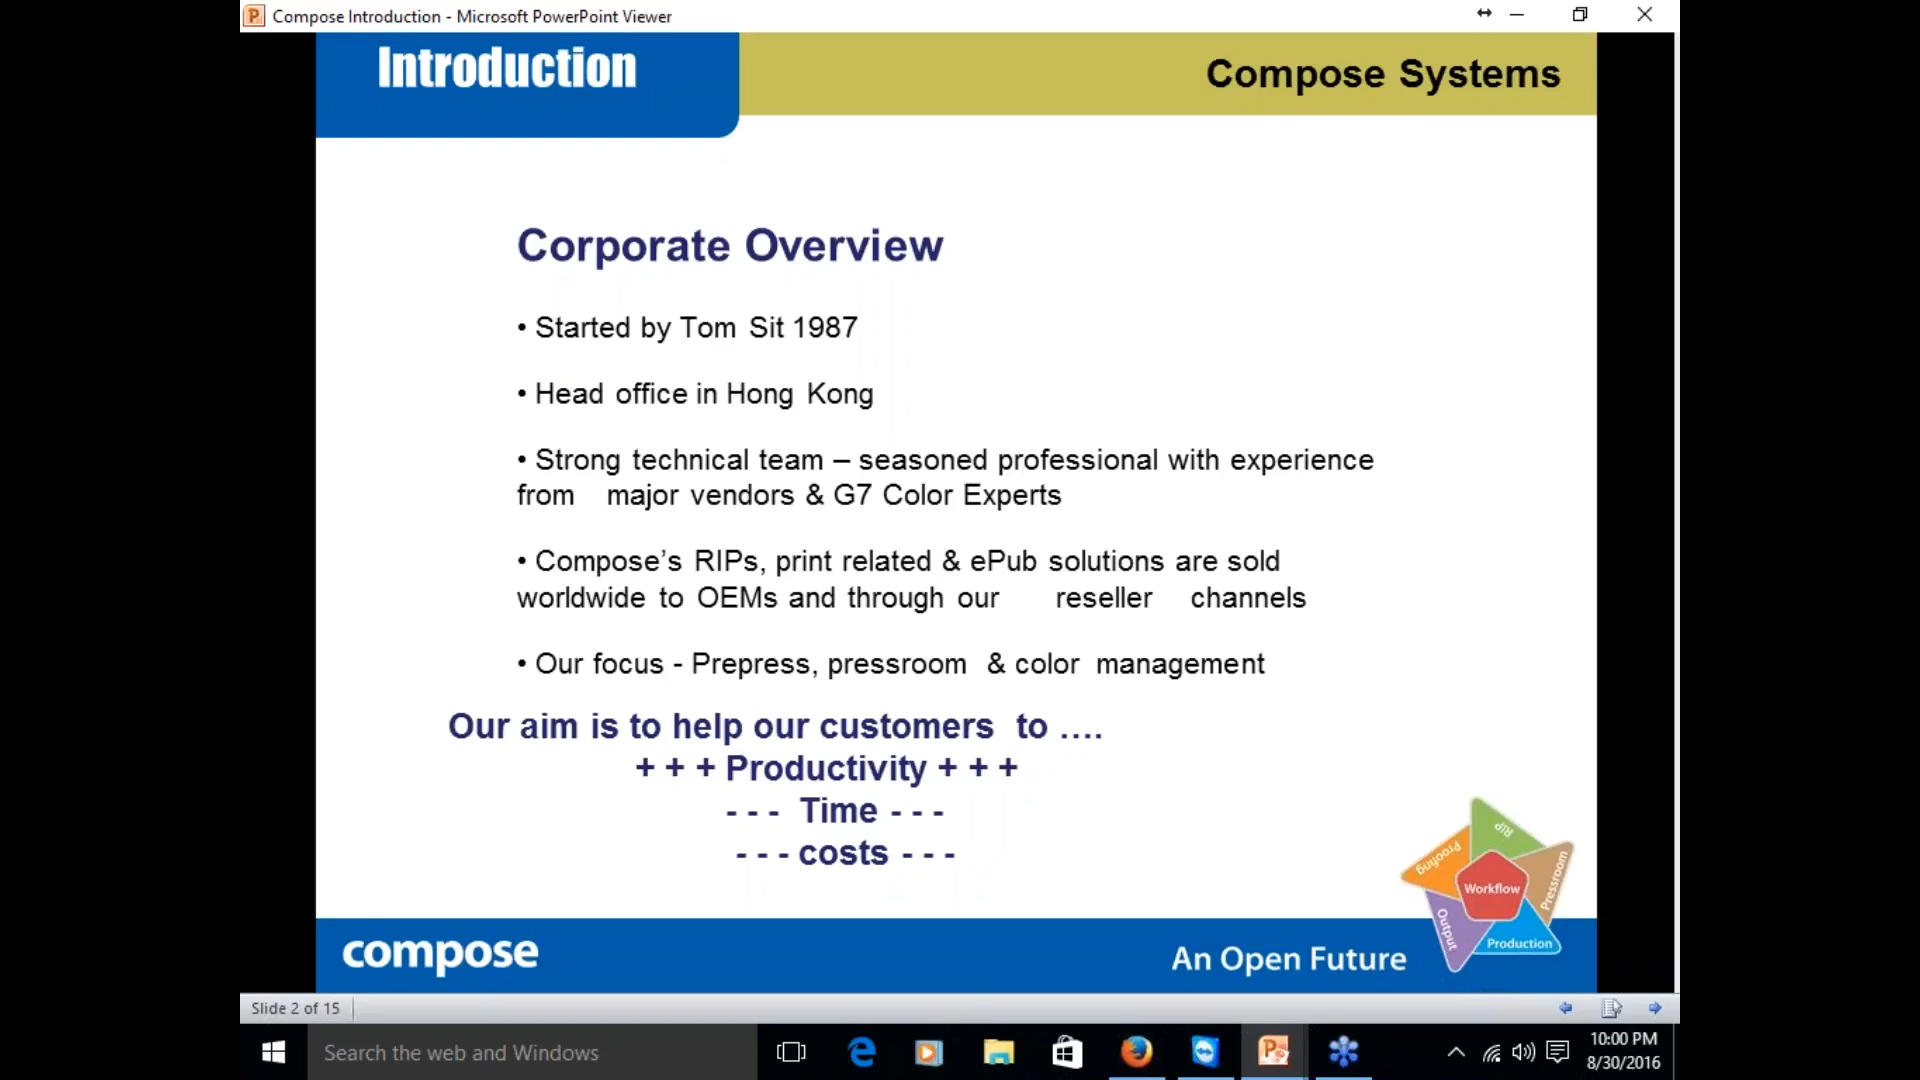 Compose Introduction - Microsoft PowerPoint Viewer
Introduction
Compose Systems
Corporate Overview
• Started by Tom Sit 1987
• Head office in Hong Kong
• Strong technical team – seasoned professional with experience
from major vendors & G7 Color Experts
• Compose’s RIPs, print related & ePub solutions are sold
worldwide to OEMs and through our reseller channels
• Our focus - Prepress, pressroom & color management
Our aim is to help our customers to ....
+ + + Productivity + + +
- - - Time - - -
- - - costs - - -
RIP
Proofing
Pressroom
Workflow
Output
Production
compose
An Open Future
Slide 2 of 15
Search the web and Windows
10:00 PM
8/30/2016